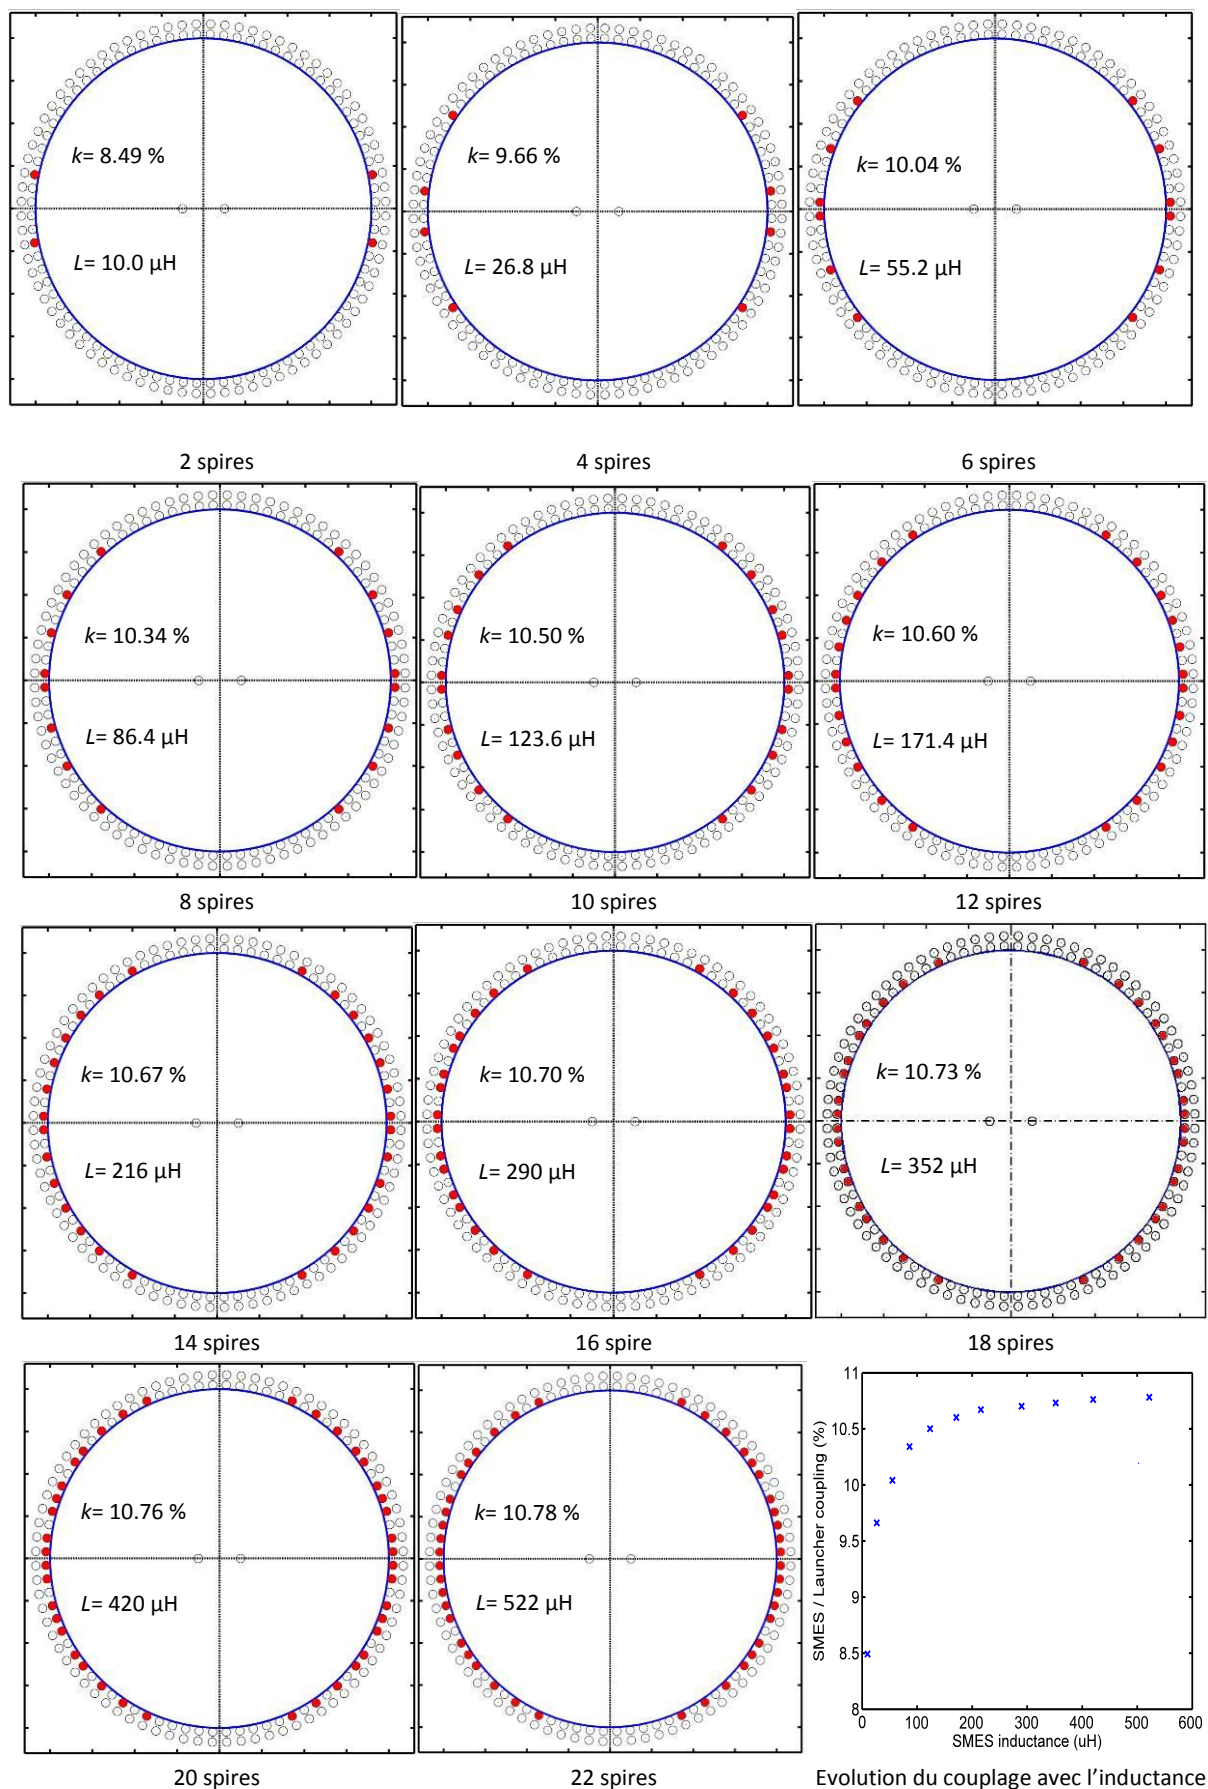 k= 8.49 %
L= 10.0 µH
k= 9.66 %
L= 26.8 µH
k= 10.04 %
L= 55.2 µH
2 spires
4 spires
6 spires
k= 10.34 %
L= 86.4 µH
k= 10.50 %
L= 123.6 µH
k= 10.60 %
L= 171.4 µH
8 spires
10 spires
12 spires
k= 10.67 %
L= 216 µH
k= 10.70 %
L= 290 µH
k= 10.73 %
L= 352 µH
14 spires
16 spire
18 spires
k= 10.76 %
L= 420 µH
k= 10.78 %
L= 522 µH
SMES / Launcher coupling (%)
11
10.5
10
9.5
9
8.5
8
0 100 200 300 400 500 600
SMES inductance (uH)
20 spires
22 spires
Evolution du couplage avec l’inductance